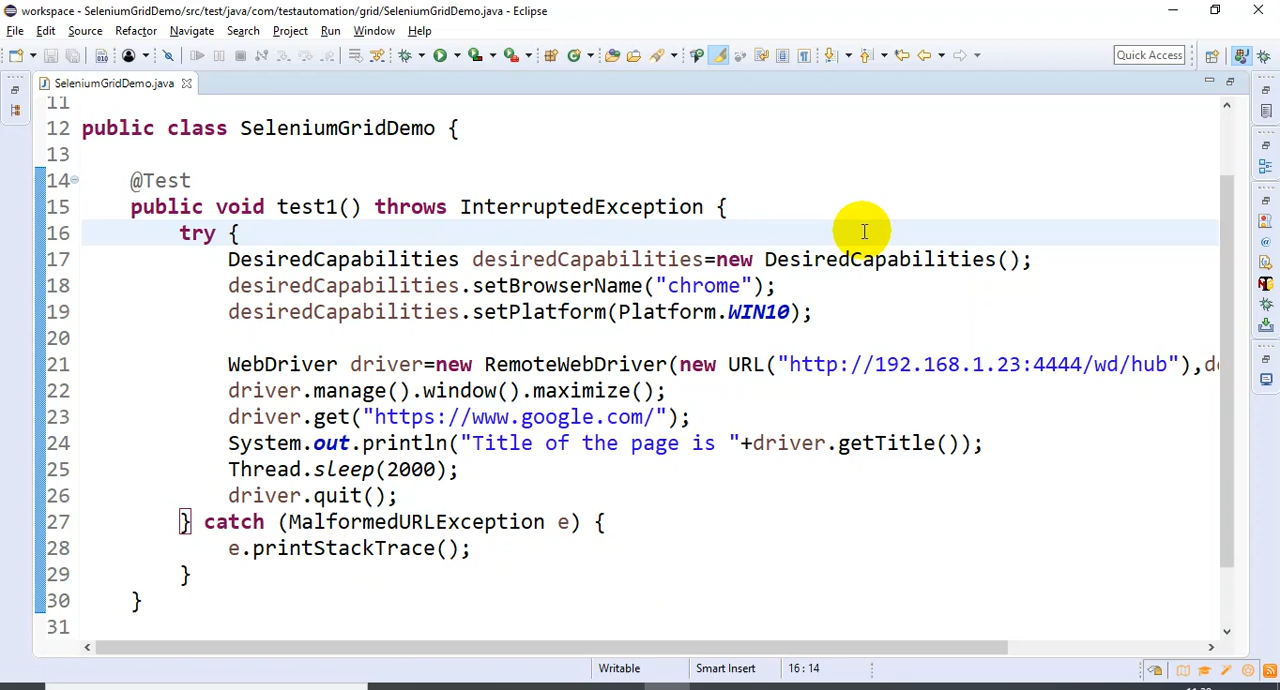 workspace - SeleniumGridDemo/src/test/java/com/testautomation/grid/SeleniumGridDemo.java - Eclipse
File Edit Source Refactor Navigate Search Project Run Window Help
Quick Access
SeleniumGridDemo.java
11
12 public class SeleniumGridDemo {
13
14 @Test
15 public void test1() throws InterruptedException {
16 try {
17 DesiredCapabilities desiredCapabilities=new DesiredCapabilities();
18 desiredCapabilities.setBrowserName("chrome");
19 desiredCapabilities.setPlatform(Platform.WIN10);
20
21 WebDriver driver=new RemoteWebDriver(new URL("http://192.168.1.23:4444/wd/hub"),de
22 driver.manage().window().maximize();
23 driver.get("https://www.google.com/");
24 System.out.println("Title of the page is "+driver.getTitle());
25 Thread.sleep(2000);
26 driver.quit();
27 } catch (MalformedURLException e) {
28 e.printStackTrace();
29 }
30 }
31
Writable Smart Insert 16 : 14